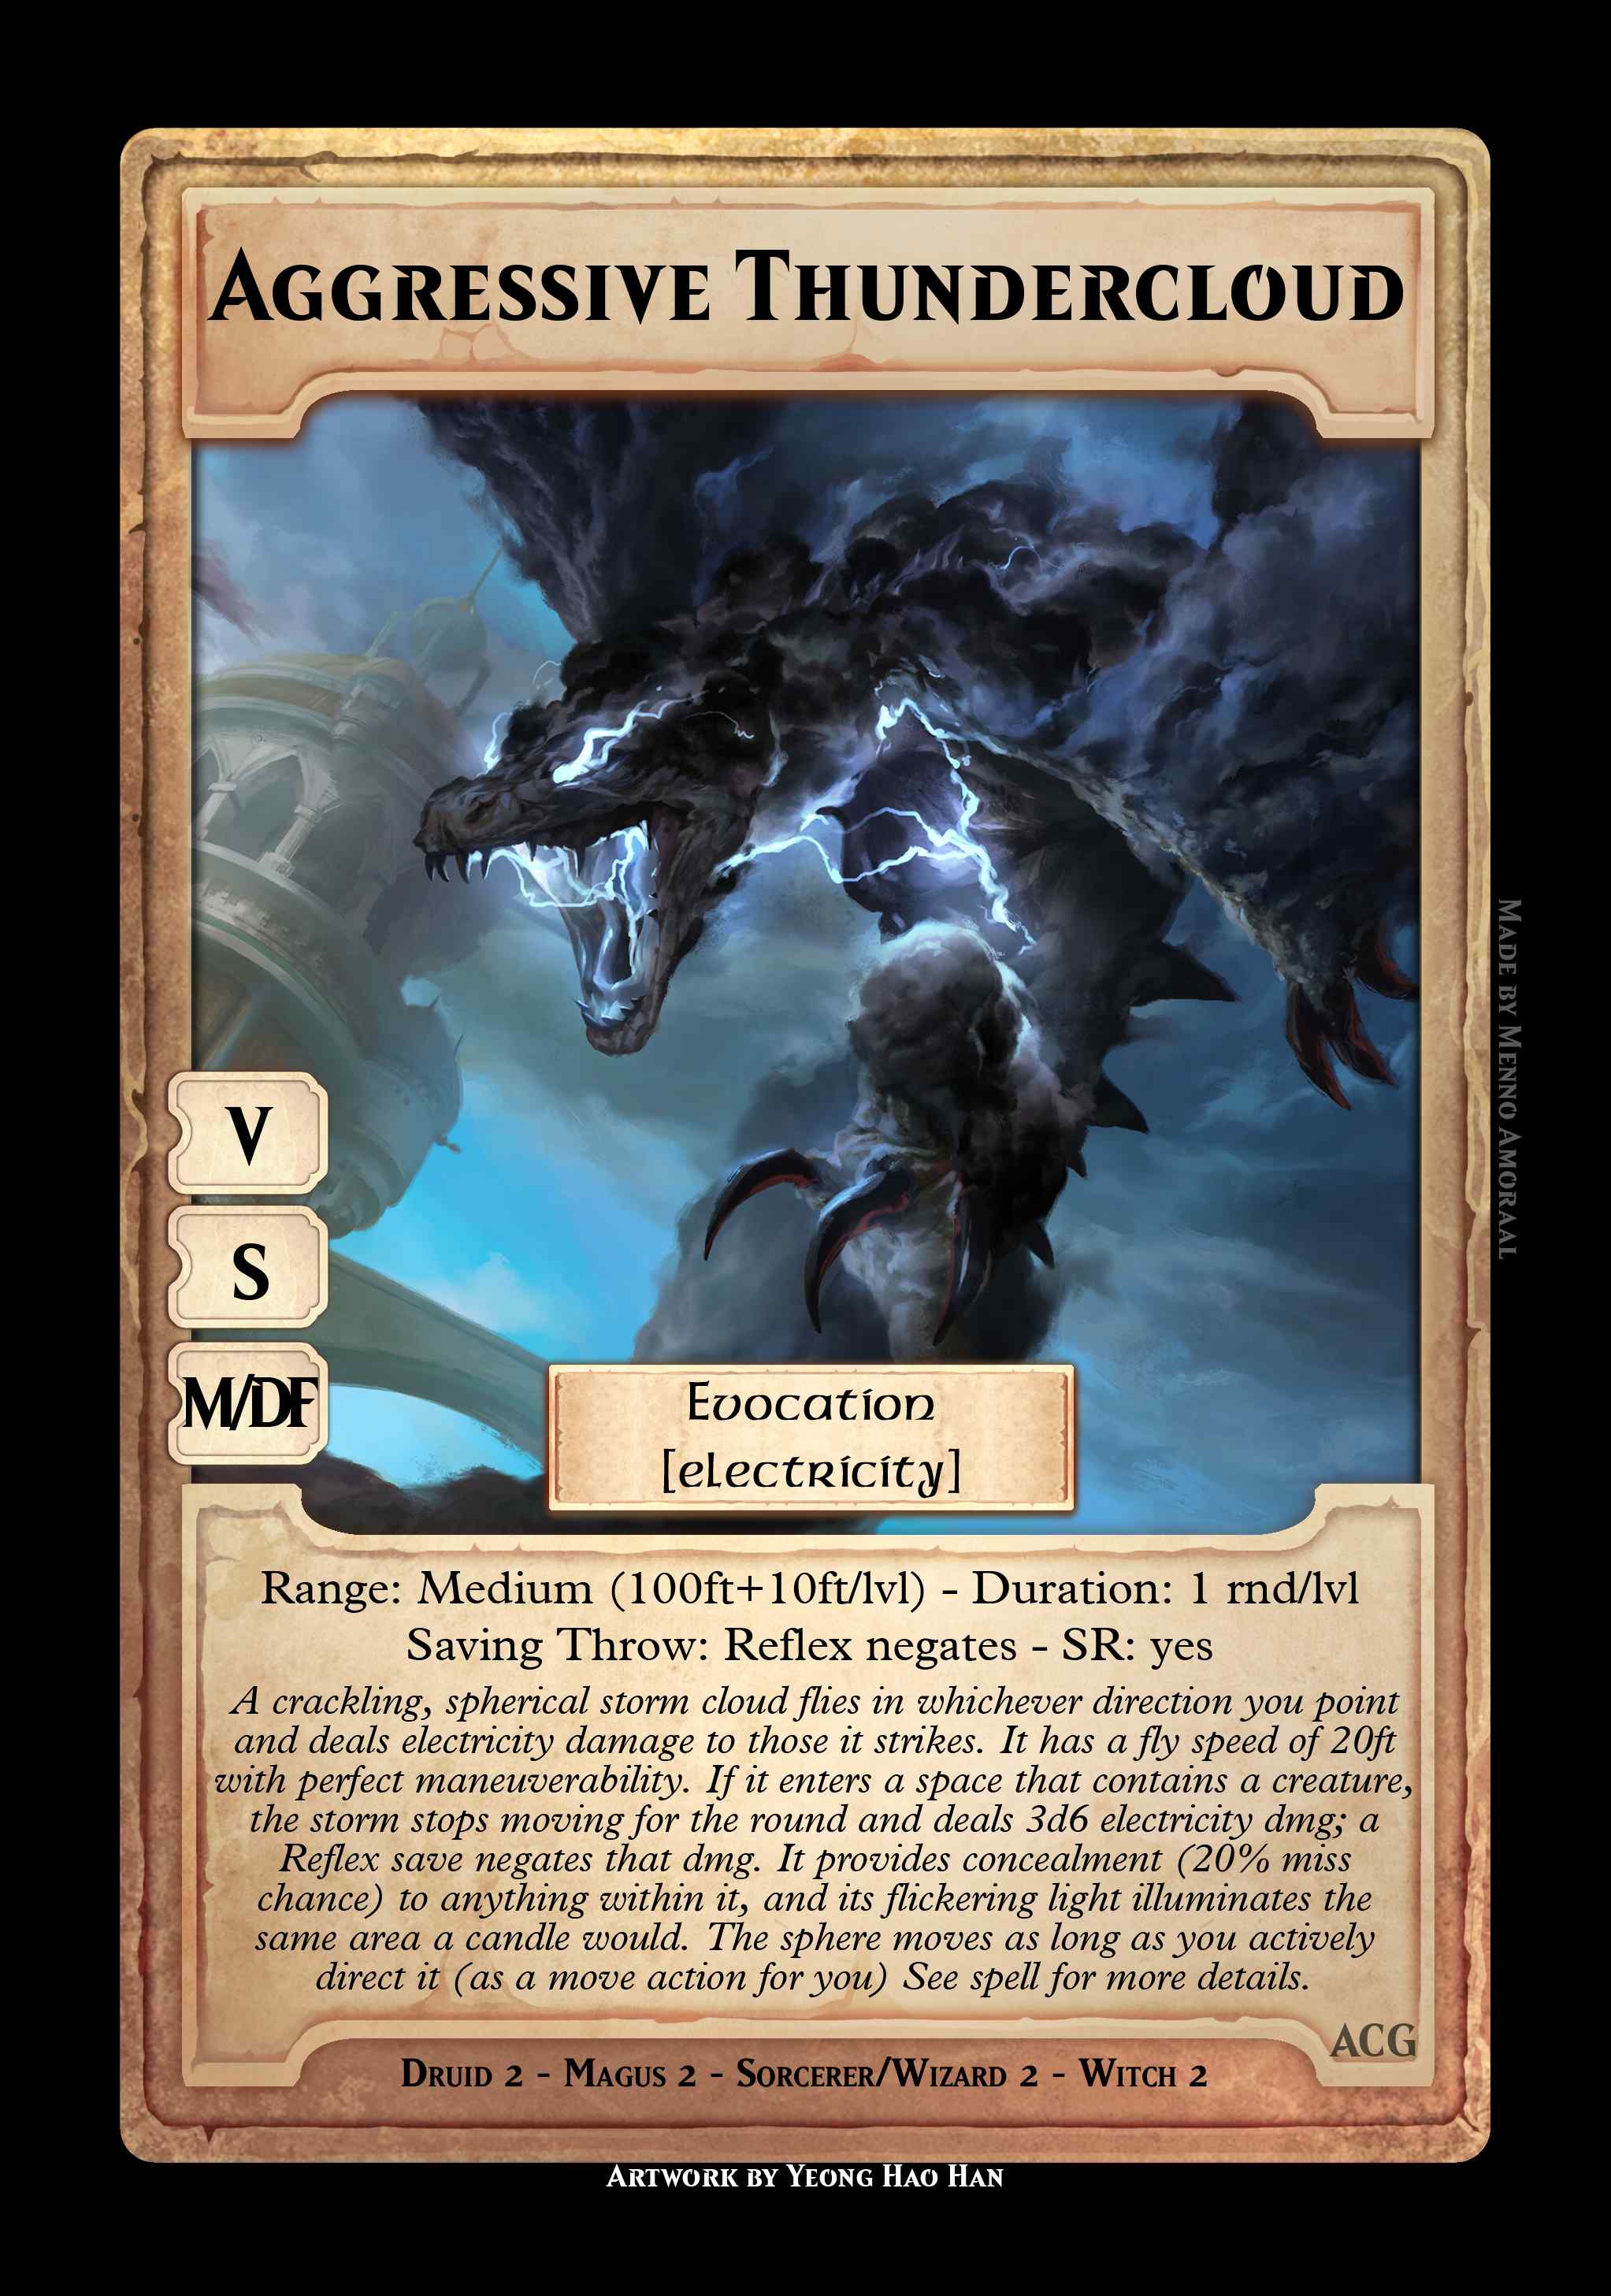 Aggressive Thundercloud
V
S
M/DF
Evocation
[electricity]
Range: Medium (100ft+10ft/lvl) - Duration: 1 rnd/lvl
Saving Throw: Reflex negates - SR: yes
A crackling, spherical storm cloud flies in whichever direction you point
and deals electricity damage to those it strikes. It has a fly speed of 20ft
with perfect maneuverability. If it enters a space that contains a creature,
the storm stops moving for the round and deals 3d6 electricity dmg; a
Reflex save negates that dmg. It provides concealment (20% miss
chance) to anything within it, and its flickering light illuminates the
same area a candle would. The sphere moves as long as you actively
direct it (as a move action for you) See spell for more details.
ACG
Druid 2 - Magus 2 - Sorcerer/Wizard 2 - Witch 2
Artwork by Yeong Hao Han
Made by Menno Amoraal